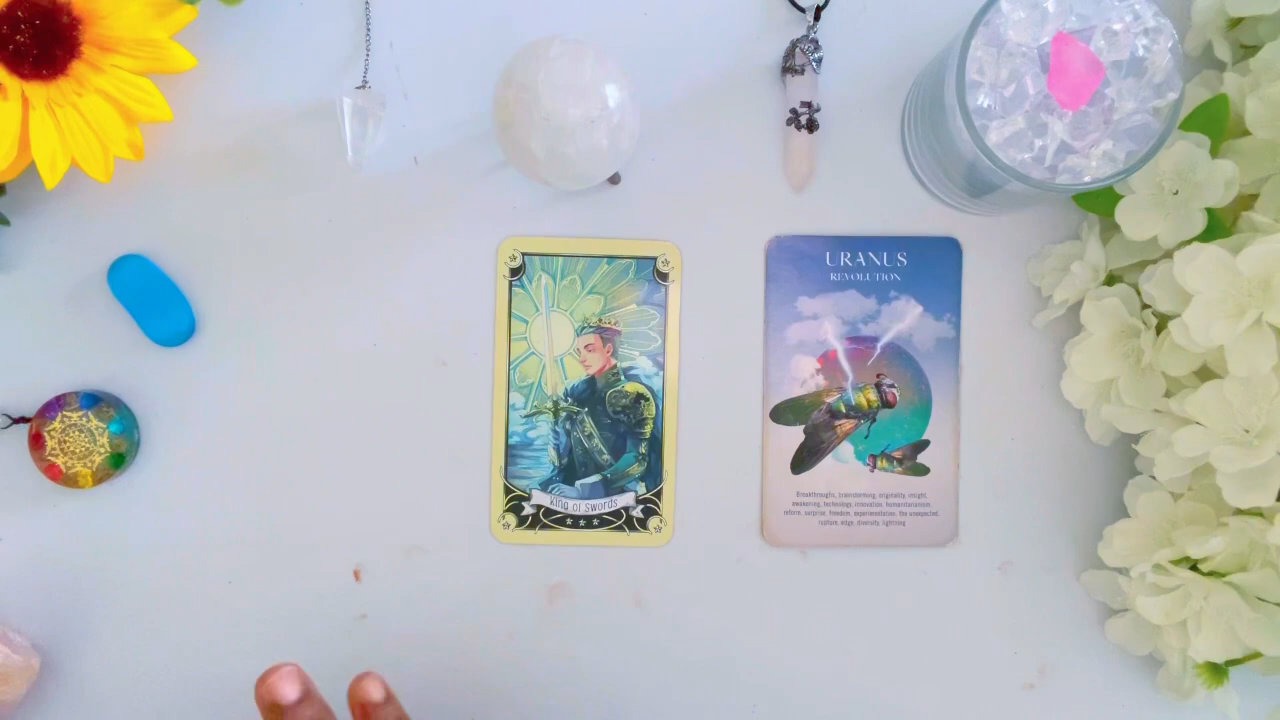 King of Swords
URANUS
REVOLUTION
Breakthroughs, brainstorming, originality, insight,
awakening, technology, innovation, humanitarianism,
reform, surprise, freedom, experimentation, the unexpected,
rupture, edge, diversity, lightning